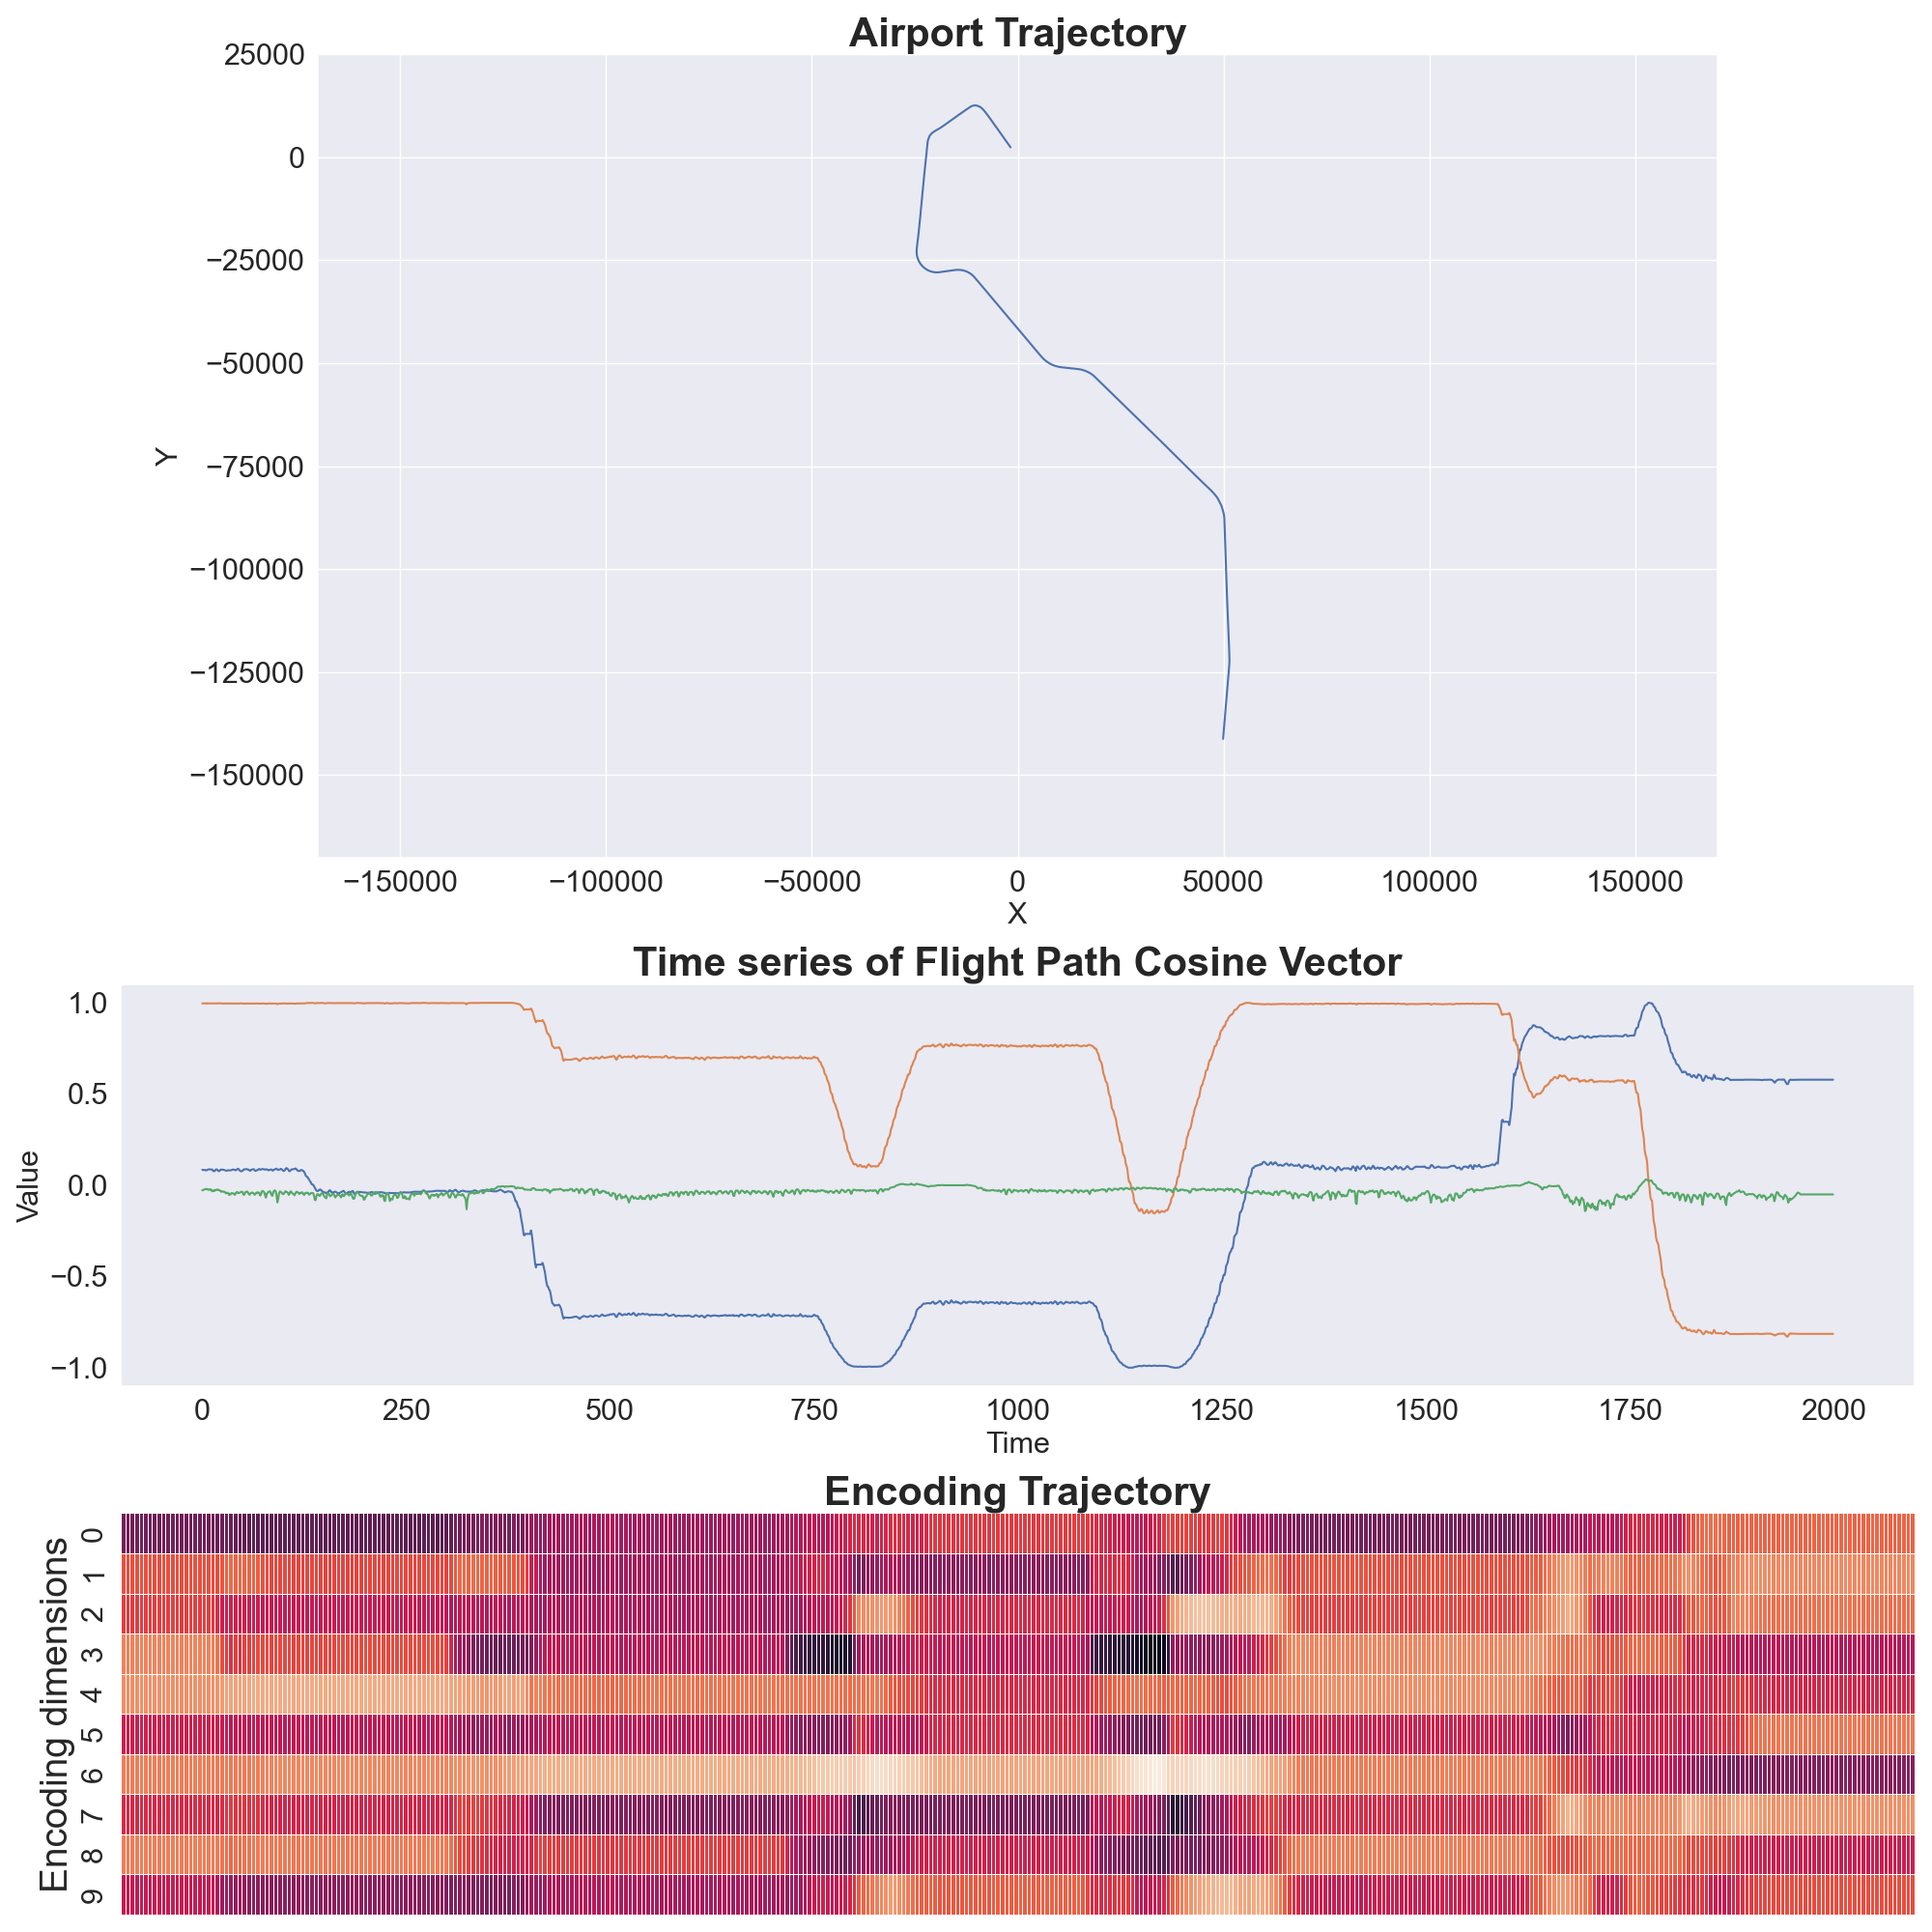 Airport Trajectory
25000
0
−25000
−50000
−75000
−100000
−125000
−150000
Y
−150000 −100000 −50000 0 50000 100000 150000
X
Time series of Flight Path Cosine Vector
1.0
0.5
0.0
−0.5
−1.0
Value
0 250 500 750 1000 1250 1500 1750 2000
Time
Encoding Trajectory
Encoding dimensions
0
1
2
3
4
5
6
7
8
9